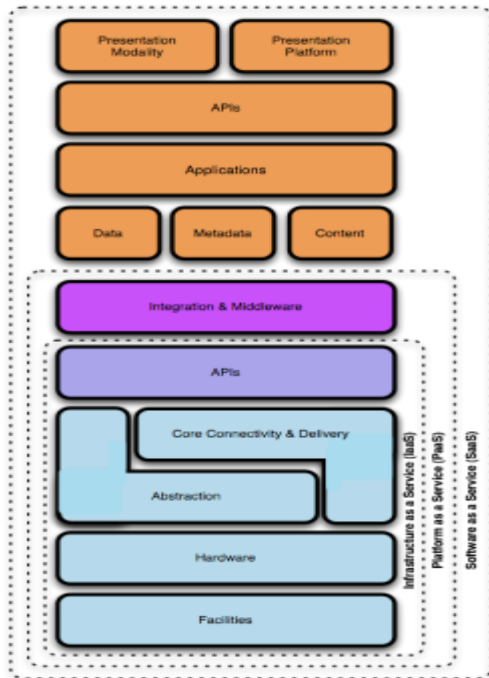 Presentation
Modality
Presentation
Platform
APIs
Applications
Data
Metadata
Content
Integration & Middleware
APIs
Core Connectivity & Delivery
Abstraction
Hardware
Facilities
Infrastructure as a Service (IaaS)
Platform as a Service (PaaS)
Software as a Service (SaaS)